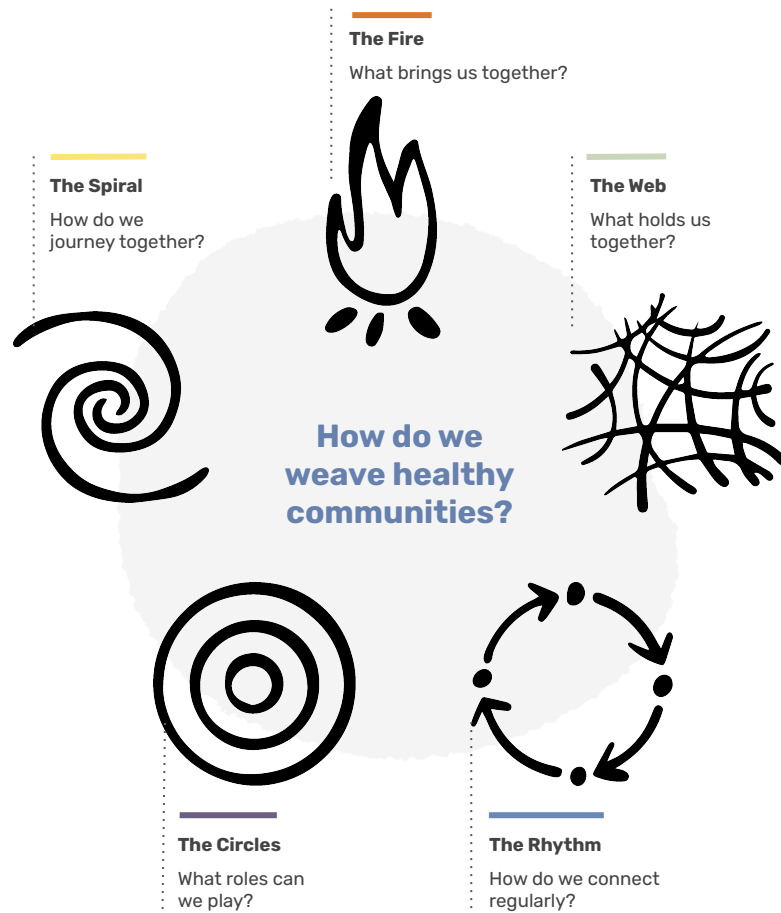 The Fire
What brings us together?
The Spiral
How do we
journey together?
The Web
What holds us
together?
How do we
weave healthy
communities?
The Circles
What roles can
we play?
The Rhythm
How do we connect
regularly?